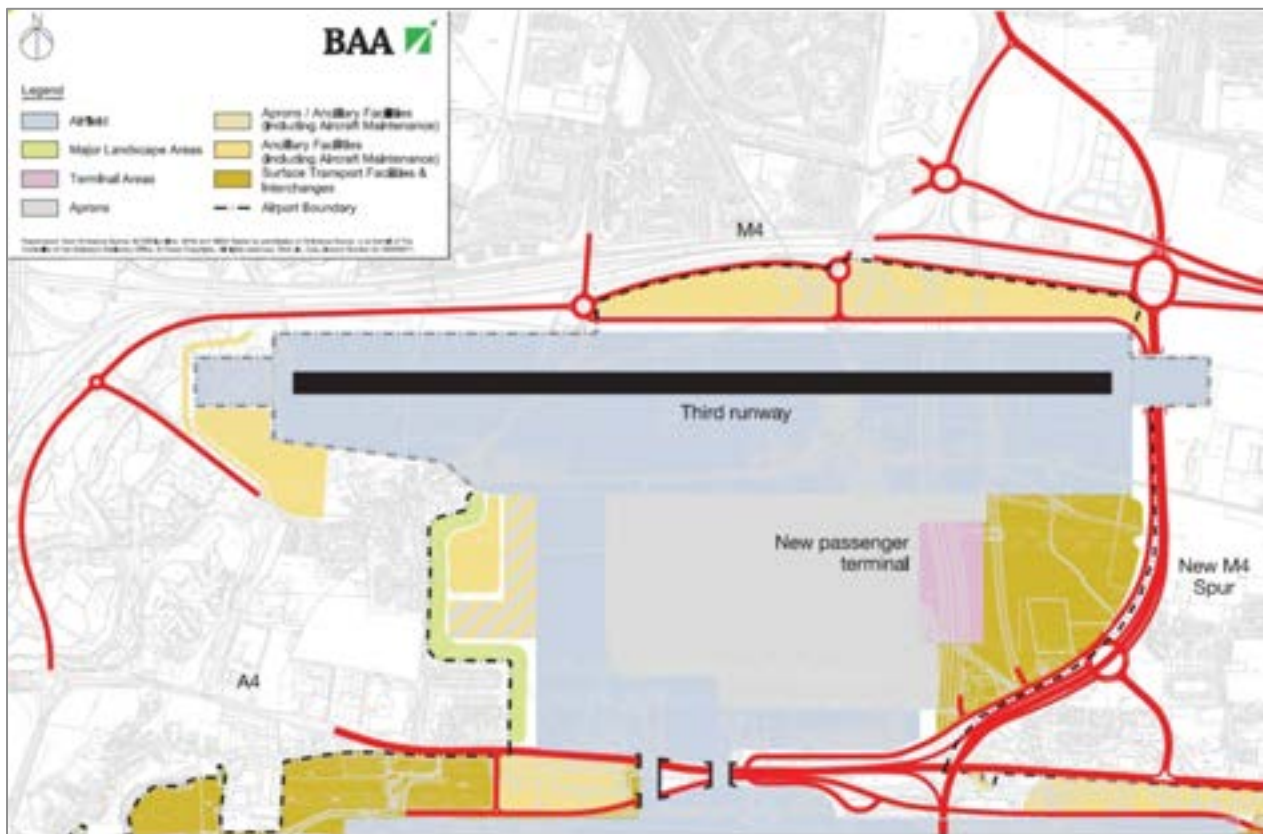 N
BAA
Legend
Airfield
Major Landscape Areas
Terminal Areas
Aprons
Aprons / Ancillary Facilities
(including Aircraft Maintenance)
Ancillary Facilities
(including Aircraft Maintenance)
Surface Transport Facilities &
Interchanges
Airport Boundary
M4
Third runway
New passenger
terminal
New M4
Spur
A4